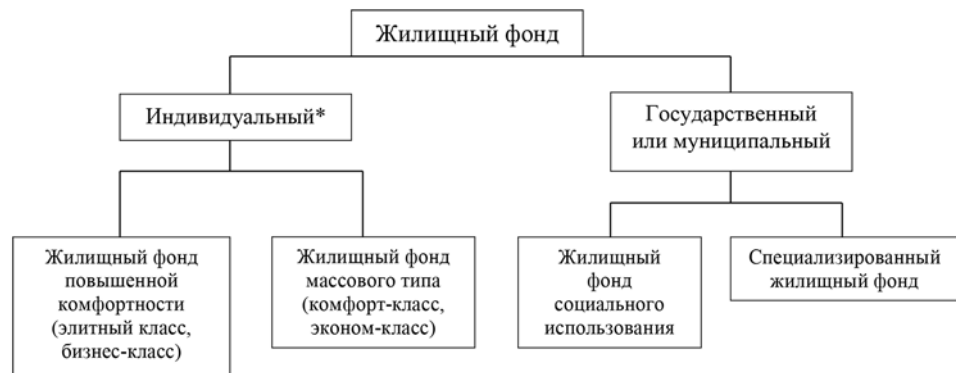 Жилищный фонд
Индивидуальный*
Государственный
или муниципальный
Жилищный фонд
повышенной
комфортности
(элитный класс,
бизнес-класс)
Жилищный фонд
массового типа
(комфорт-класс,
эконом-класс)
Жилищный
фонд
социального
использования
Специализированный
жилищный фонд